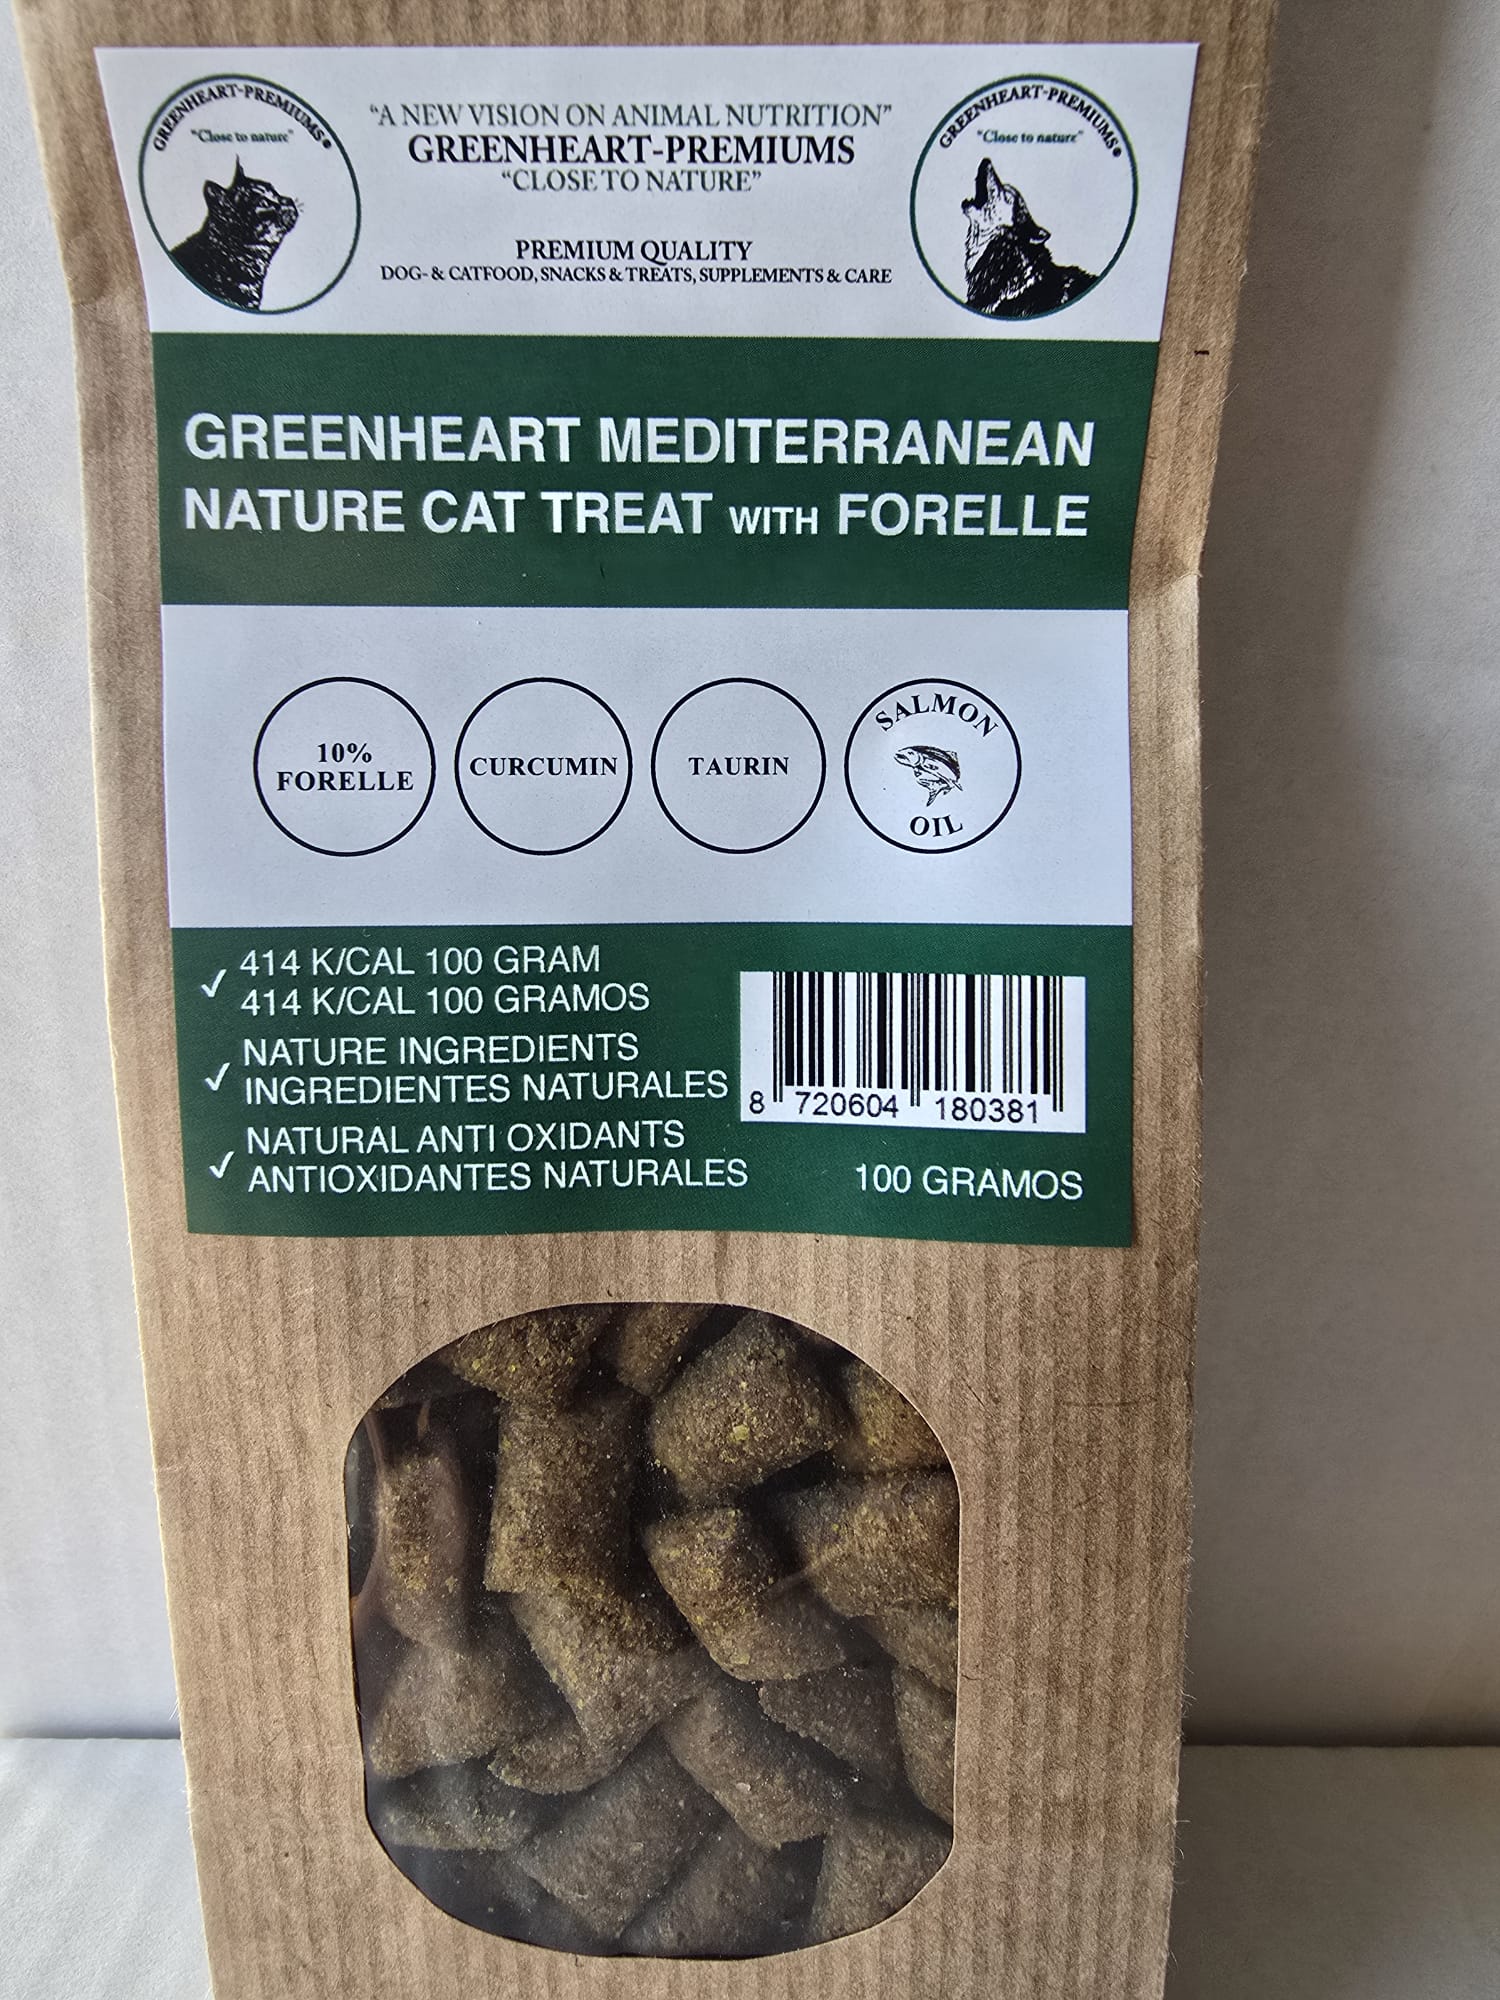 GREENHEART-PREMIUMS®
"Close to nature"
"A NEW VISION ON ANIMAL NUTRITION"
GREENHEART-PREMIUMS
"CLOSE TO NATURE"
PREMIUM QUALITY
DOG- & CATFOOD, SNACKS & TREATS, SUPPLEMENTS & CARE
GREENHEART-PREMIUMS®
"Close to nature"
GREENHEART MEDITERRANEAN
NATURE CAT TREAT WITH FORELLE
10%
FORELLE
CURCUMIN
TAURIN
SALMON
OIL
414 K/CAL 100 GRAM
414 K/CAL 100 GRAMOS
NATURE INGREDIENTS
INGREDIENTES NATURALES
NATURAL ANTI OXIDANTS
ANTIOXIDANTES NATURALES
8 720604 180381
100 GRAMOS